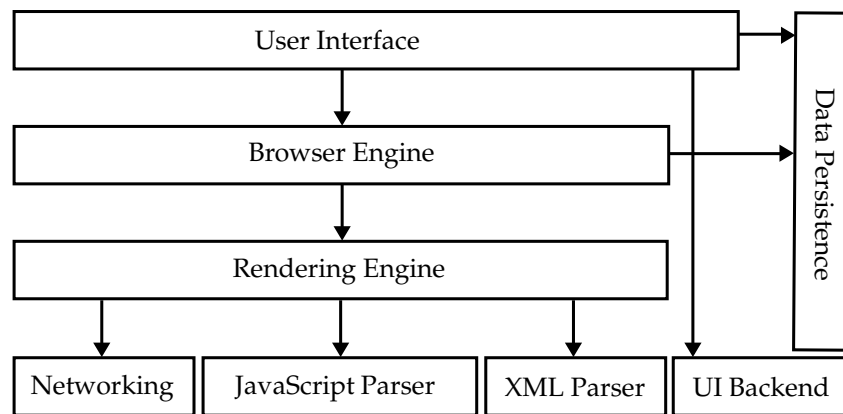 User Interface
Data Persistence
Browser Engine
Rendering Engine
Networking
JavaScript Parser
XML Parser
UI Backend